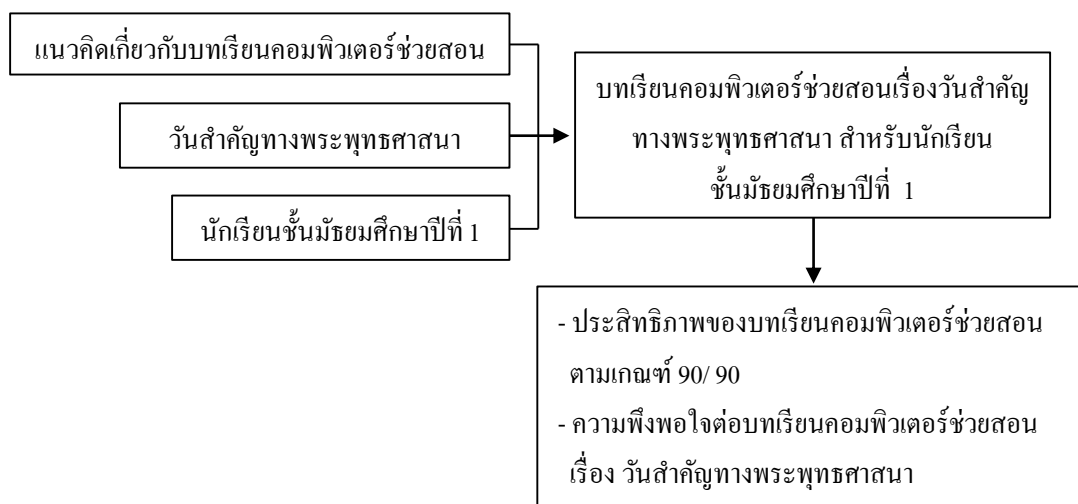 แนวคิดเกี่ยวกับบทเรียนคอมพิวเตอร์ช่วยสอน
วันสำคัญทางพระพุทธศาสนา
นักเรียนชั้นมัธยมศึกษาปีที่ 1
บทเรียนคอมพิวเตอร์ช่วยสอนเรื่องวันสำคัญ
ทางพระพุทธศาสนา สำหรับนักเรียน
ชั้นมัธยมศึกษาปีที่ 1
- ประสิทธิภาพของบทเรียนคอมพิวเตอร์ช่วยสอน
ตามเกณฑ์ 90/ 90
- ความพึงพอใจต่อบทเรียนคอมพิวเตอร์ช่วยสอน
เรื่อง วันสำคัญทางพระพุทธศาสนา